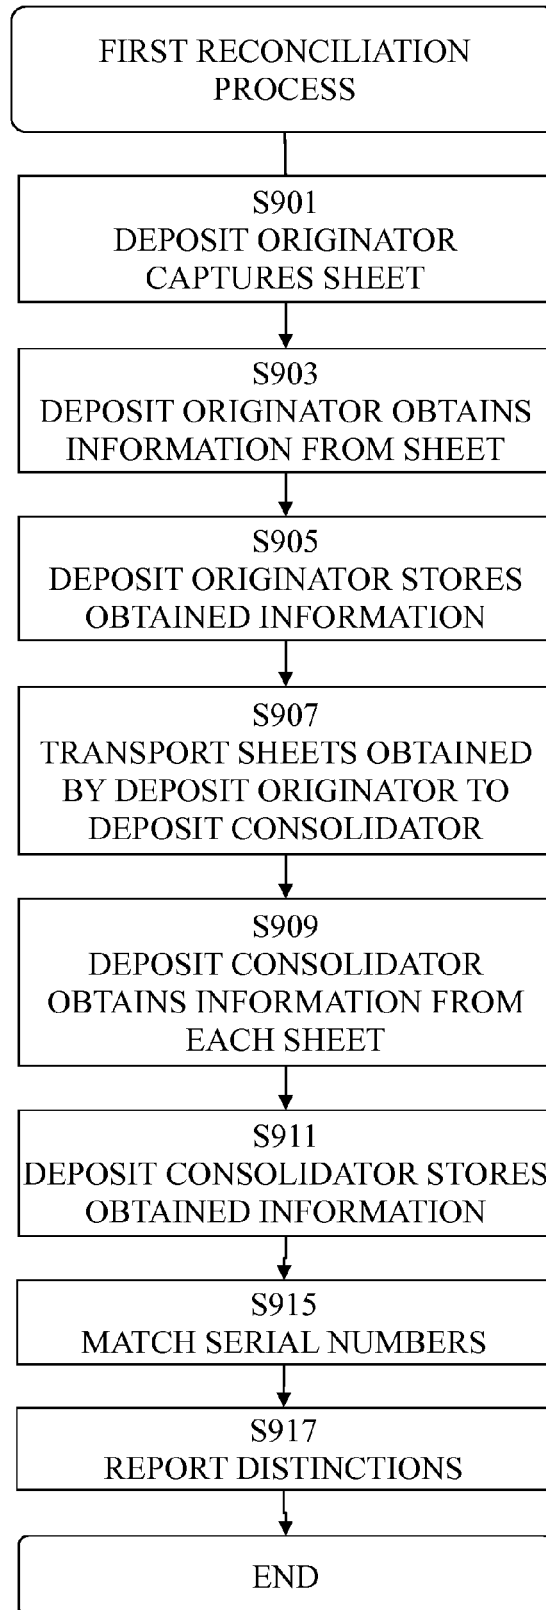 FIRST RECONCILIATION
PROCESS
S901
DEPOSIT ORIGINATOR
CAPTURES SHEET
S903
DEPOSIT ORIGINATOR OBTAINS
INFORMATION FROM SHEET
S905
DEPOSIT ORIGINATOR STORES
OBTAINED INFORMATION
S907
TRANSPORT SHEETS OBTAINED
BY DEPOSIT ORIGINATOR TO
DEPOSIT CONSOLIDATOR
S909
DEPOSIT CONSOLIDATOR
OBTAINS INFORMATION FROM
EACH SHEET
S911
DEPOSIT CONSOLIDATOR STORES
OBTAINED INFORMATION
S915
MATCH SERIAL NUMBERS
S917
REPORT DISTINCTIONS
END